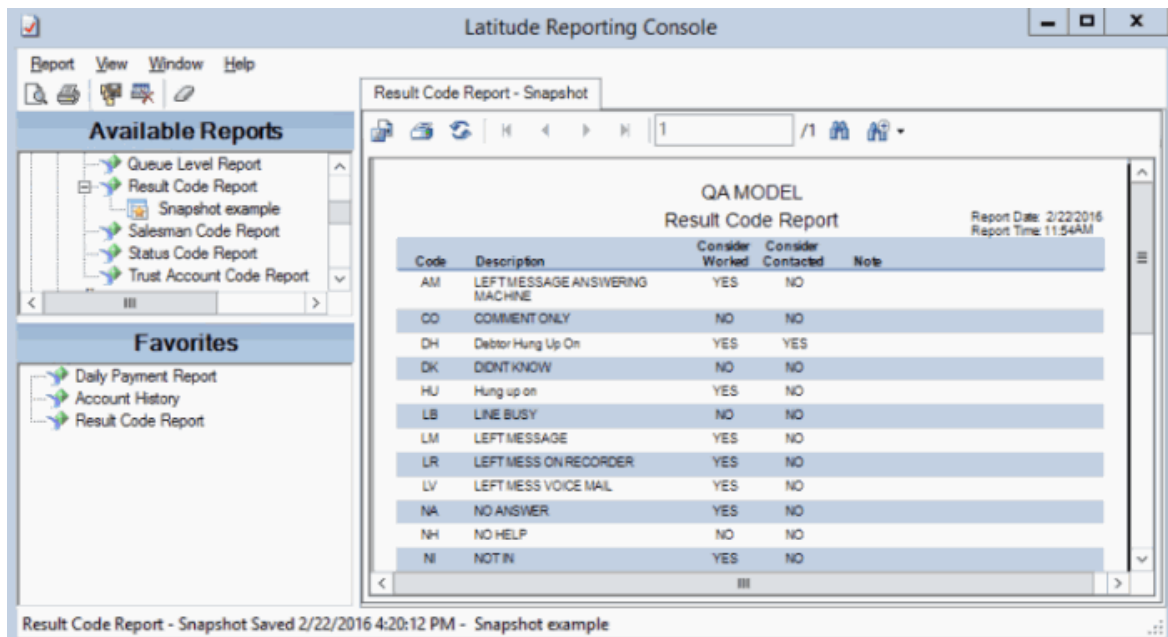 Latitude Reporting Console
Report View Window Help
Available Reports
Queue Level Report
Result Code Report
Snapshot example
Salesman Code Report
Status Code Report
Trust Account Code Report
Favorites
Daily Payment Report
Account History
Result Code Report
Result Code Report - Snapshot
1 /1
QA MODEL
Result Code Report
Report Date: 2/22/2016
Report Time: 11:54AM
Code Description Consider Worked Consider Contacted Note
AM LEFT MESSAGE ANSWERING MACHINE YES NO
CO COMMENT ONLY NO NO
DH Debtor Hung Up On YES YES
DK DIDNT KNOW NO NO
HU Hung up on YES NO
LB LINE BUSY NO NO
LM LEFT MESSAGE YES NO
LR LEFT MESS ON RECORDER YES NO
LV LEFT MESS VOICE MAIL YES NO
NA NO ANSWER YES NO
NH NO HELP NO NO
NI NOT IN YES NO
Result Code Report - Snapshot Saved 2/22/2016 4:20:12 PM - Snapshot example